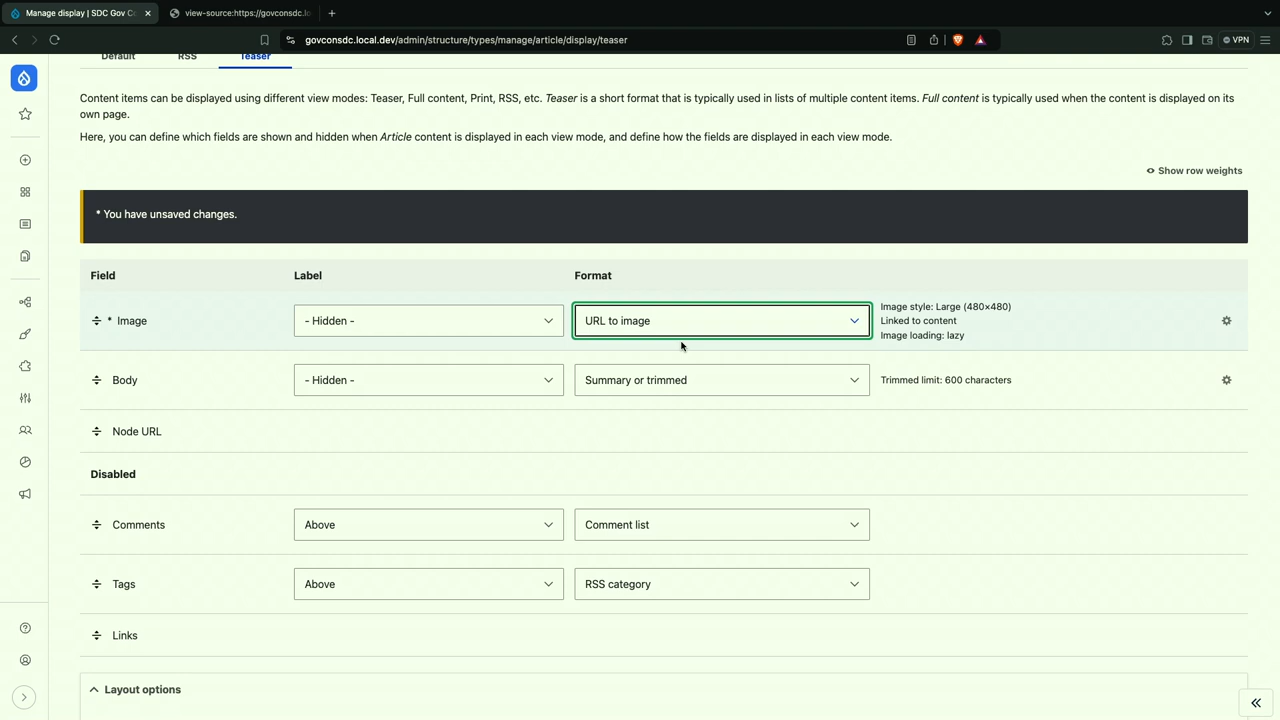 Manage display | SDC Gov Co
view-source:https://govconsdc.lo
govconsdc.local.dev/admin/structure/types/manage/article/display/teaser
VPN
Default
RSS
Teaser
Content items can be displayed using different view modes: Teaser, Full content, Print, RSS, etc. Teaser is a short format that is typically used in lists of multiple content items. Full content is typically used when the content is displayed on its
own page.
Here, you can define which fields are shown and hidden when Article content is displayed in each view mode, and define how the fields are displayed in each view mode.
Show row weights
* You have unsaved changes.
Field Label Format
* Image - Hidden - URL to image
Image style: Large (480×480)
Linked to content
Image loading: lazy
Body - Hidden - Summary or trimmed Trimmed limit: 600 characters
Node URL
Disabled
Comments Above Comment list
Tags Above RSS category
Links
Layout options